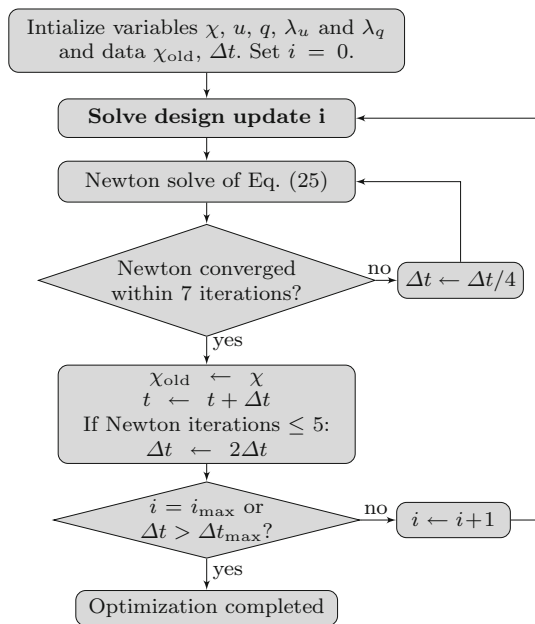 Intialize variables χ, u, q, λ_u and λ_q
and data χ_old, Δt. Set i = 0.
Solve design update i
Newton solve of Eq. (25)
Newton converged
within 7 iterations?
no
Δt ← Δt/4
yes
χ_old ← χ
t ← t + Δt
If Newton iterations ≤ 5:
Δt ← 2Δt
i = i_max or
Δt > Δt_max?
no
i ← i+1
yes
Optimization completed